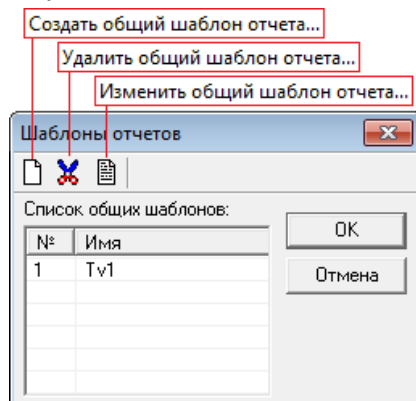 Создать общий шаблон отчета...
Удалить общий шаблон отчета...
Изменить общий шаблон отчета...
Шаблоны отчетов
Список общих шаблонов:
№ Имя
1 Tv1
OK
Отмена